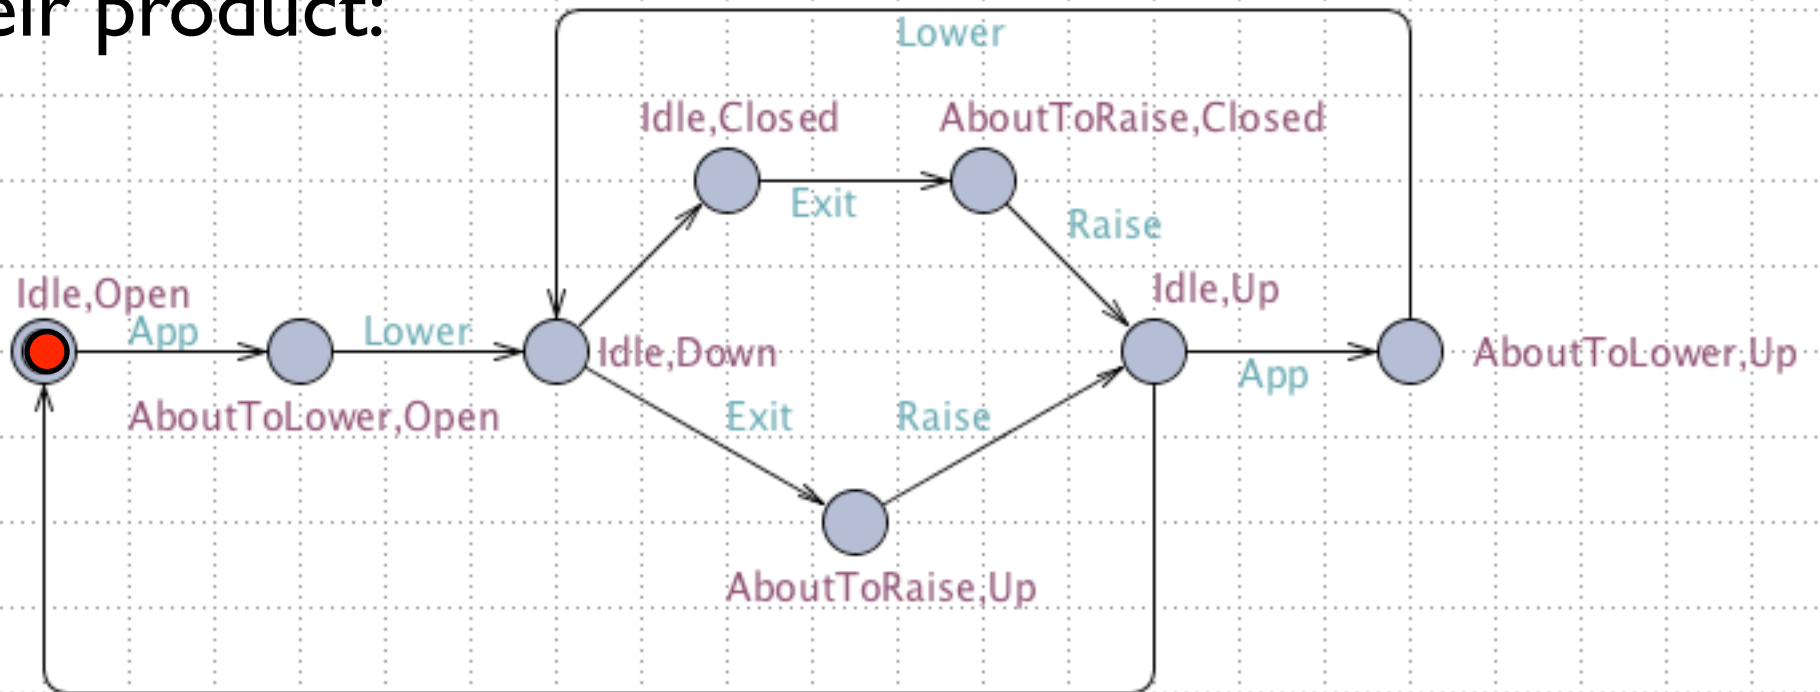 eir product:
Lower
Idle,Closed
AboutToRaise,Closed
Exit
Raise
Idle,Open
Idle,Up
App
Lower
Idle,Down
AboutToLower,Up
App
AboutToLower,Open
Exit
Raise
AboutToRaise,Up